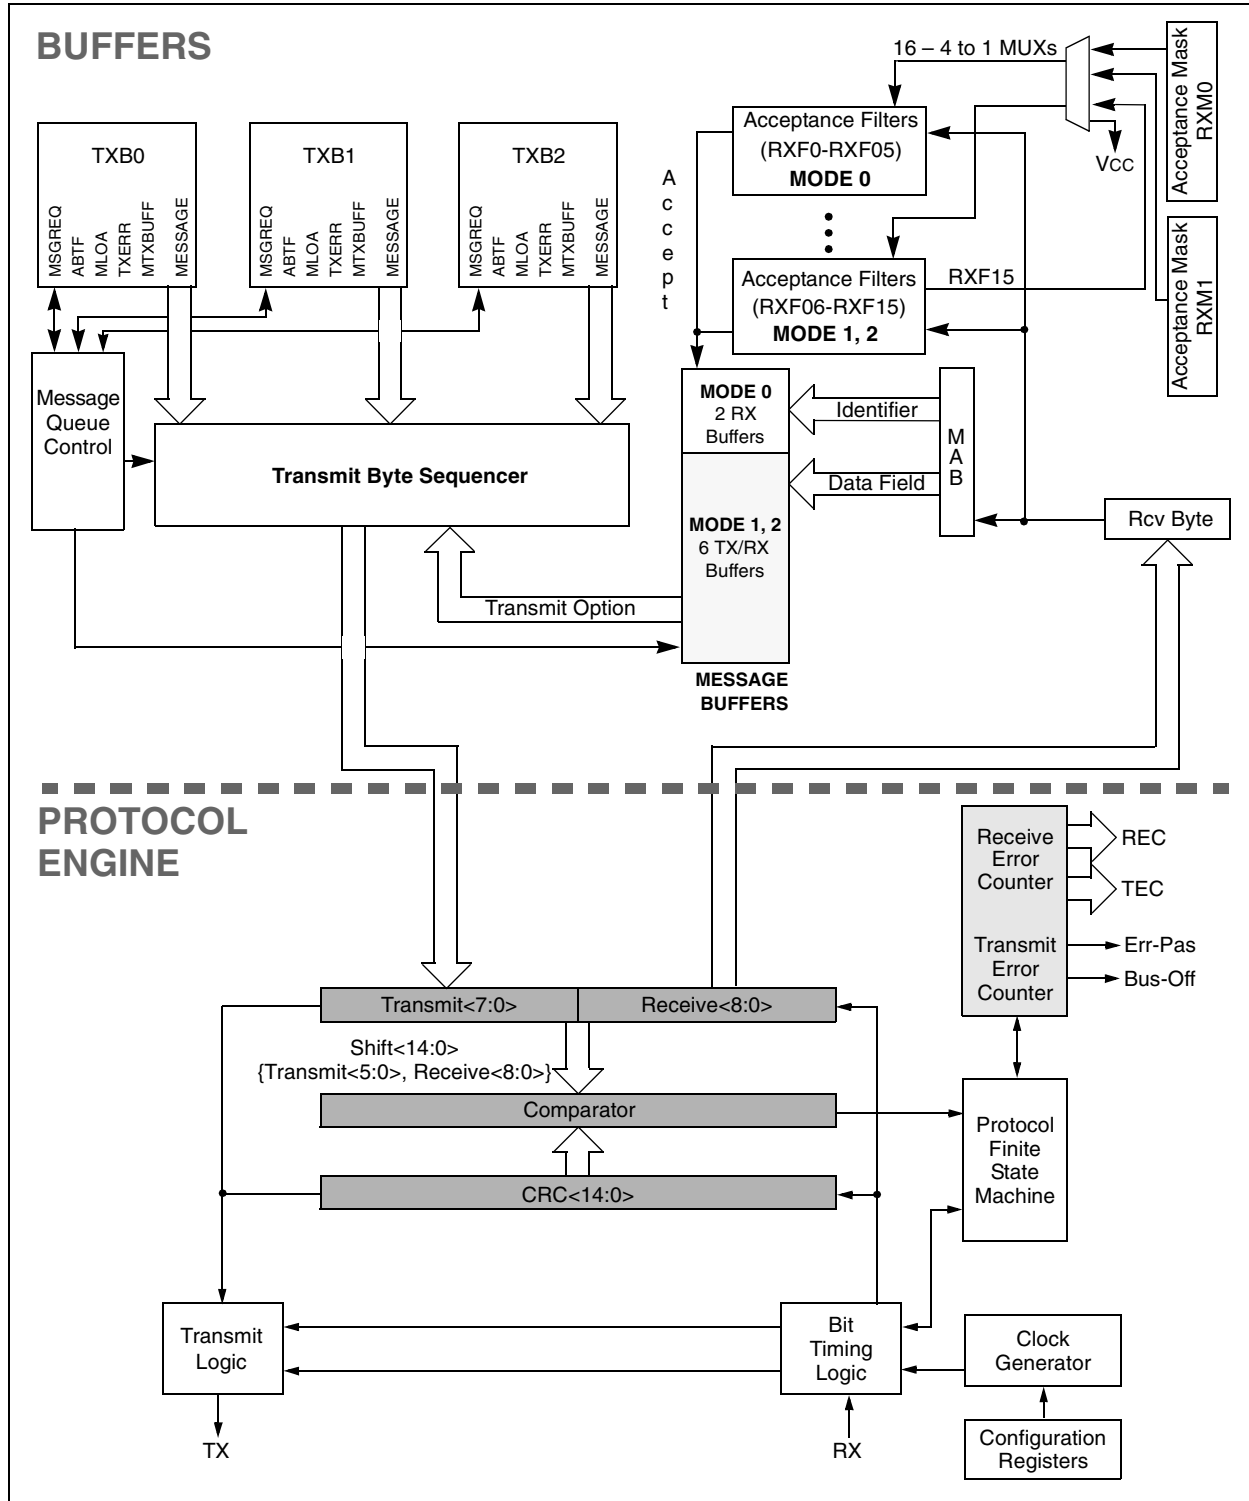 BUFFERS
16 – 4 to 1 MUXs
Acceptance Mask
RXM0
VCC
Acceptance Filters
(RXF0-RXF05)
MODE 0
Accept
TXB0
MSGREQ
ABTF
MLOA
TXERR
MTXBUFF
MESSAGE
TXB1
MSGREQ
ABTF
MLOA
TXERR
MTXBUFF
MESSAGE
TXB2
MSGREQ
ABTF
MLOA
TXERR
MTXBUFF
MESSAGE
Acceptance Filters
(RXF06-RXF15)
MODE 1, 2
RXF15
Acceptance Mask
RXM1
Message
Queue
Control
Transmit Byte Sequencer
MODE 0
2 RX
Buffers
Identifier
Data Field
MAB
Rcv Byte
MODE 1, 2
6 TX/RX
Buffers
Transmit Option
MESSAGE
BUFFERS
PROTOCOL
ENGINE
Receive
Error
Counter
REC
TEC
Transmit
Error
Counter
Err-Pas
Bus-Off
Transmit<7:0>
Receive<8:0>
Shift<14:0>
{Transmit<5:0>, Receive<8:0>}
Comparator
CRC<14:0>
Protocol
Finite
State
Machine
Transmit
Logic
Bit
Timing
Logic
Clock
Generator
TX
RX
Configuration
Registers